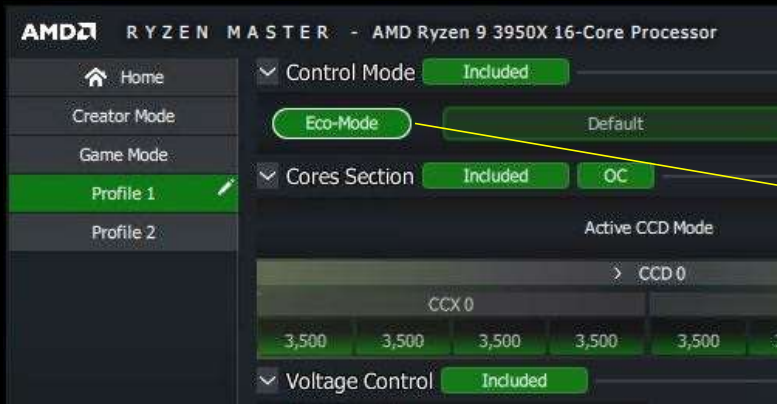 AMD RYZEN MASTER - AMD Ryzen 9 3950X 16-Core Processor
Home
Creator Mode
Game Mode
Profile 1
Profile 2
Control Mode Included
Eco-Mode Default
Cores Section Included OC
Active CCD Mode
> CCD 0
CCX 0
3,500 3,500 3,500 3,500 3,500
Voltage Control Included